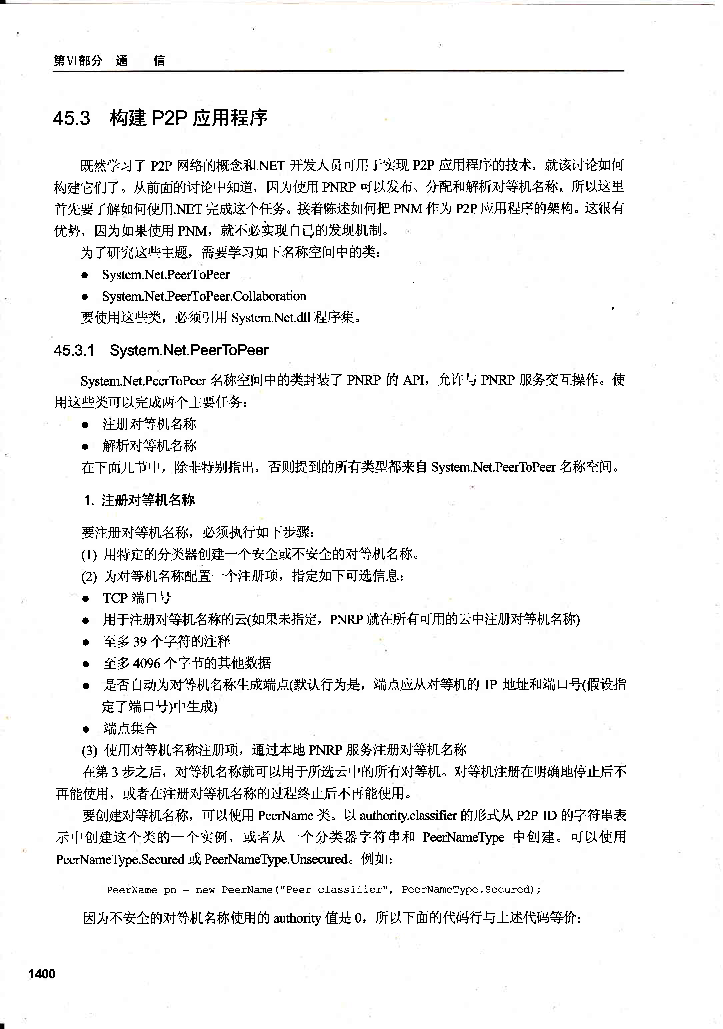 第VI部分 通 信
45.3 构建 P2P 应用程序
既然学习了 P2P 网络的概念和.NET 开发人员可用于实现 P2P 应用程序的技术，就该讨论如何
构建它们了。从前面的讨论中知道，因为使用 PNRP 可以发布、分配和解析对等机名称，所以这里
首先要了解如何使用.NET 完成这个任务。接着陈述如何把 PNM 作为 P2P 应用程序的架构。这很有
优势，因为如果使用 PNM，就不必实现自己的发现机制。
为了研究这些主题，需要学习如下名称空间中的类：
● System.Net.PeerToPeer
● System.Net.PeerToPeer.Collaboration
要使用这些类，必须引用 System.Net.dll 程序集。
45.3.1 System.Net.PeerToPeer
System.Net.PeerToPeer 名称空间中的类封装了 PNRP 的 API，允许与 PNRP 服务交互操作。使
用这些类可以完成两个主要任务：
● 注册对等机名称
● 解析对等机名称
在下面几节中，除非特别指出，否则提到的所有类型都来自 System.Net.PeerToPeer 名称空间。
1. 注册对等机名称
要注册对等机名称，必须执行如下步骤：
(1) 用特定的分类器创建一个安全或不安全的对等机名称。
(2) 为对等机名称配置一个注册项，指定如下可选信息：
● TCP 端口号
● 用于注册对等机名称的云(如果未指定，PNRP 就在所有可用的云中注册对等机名称)
● 至多 39 个字符的注释
● 至多 4096 个字节的其他数据
● 是否自动为对等机名称生成端点(默认行为是，端点应从对等机的 IP 地址和端口号(假设指
定了端口号)中生成)
● 端点集合
(3) 使用对等机名称注册项，通过本地 PNRP 服务注册对等机名称
在第 3 步之后，对等机名称就可以用于所选云中的所有对等机。对等机注册在明确地停止后不
再能使用，或者在注册对等机名称的过程终止后不再能使用。
要创建对等机名称，可以使用 PeerName 类。以 authority.classifier 的形式从 P2P ID 的字符串表
示中创建这个类的一个实例，或者从一个分类器字符串和 PeerNameType 中创建。可以使用
PeerNameType.Secured 或 PeerNameType.Unsecured。例如：
PeerName pn = new PeerName("Peer classifier", PeerNameType.Secured);
因为不安全的对等机名称使用的 authority 值是 0，所以下面的代码行与上述代码等价：
1400